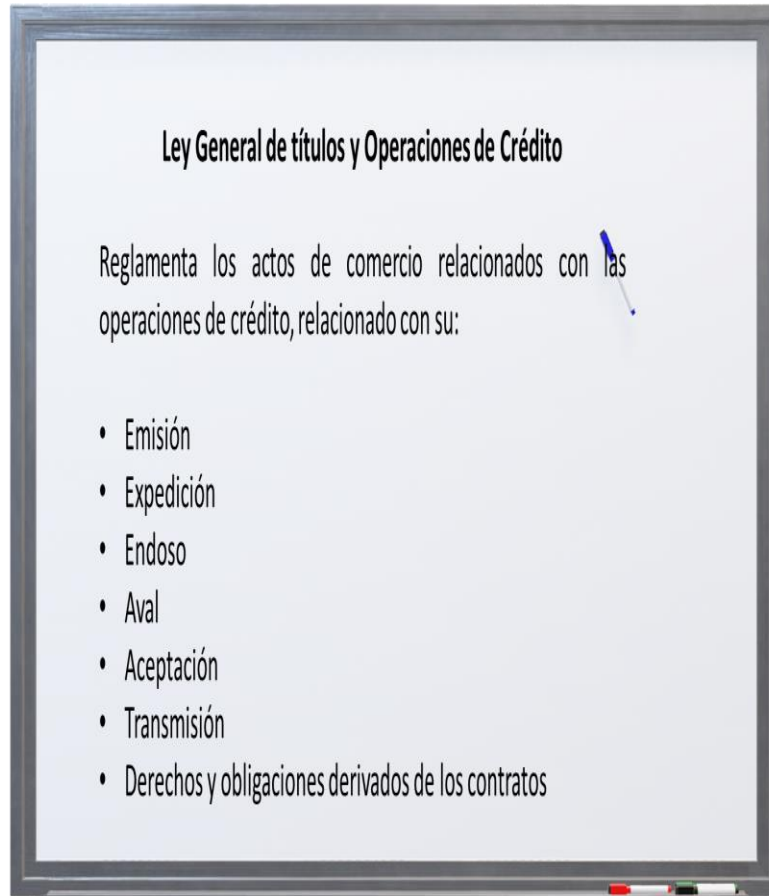 Ley General de títulos y Operaciones de Crédito
Reglamenta los actos de comercio relacionados con las
operaciones de crédito, relacionado con su:
• Emisión
• Expedición
• Endoso
• Aval
• Aceptación
• Transmisión
• Derechos y obligaciones derivados de los contratos